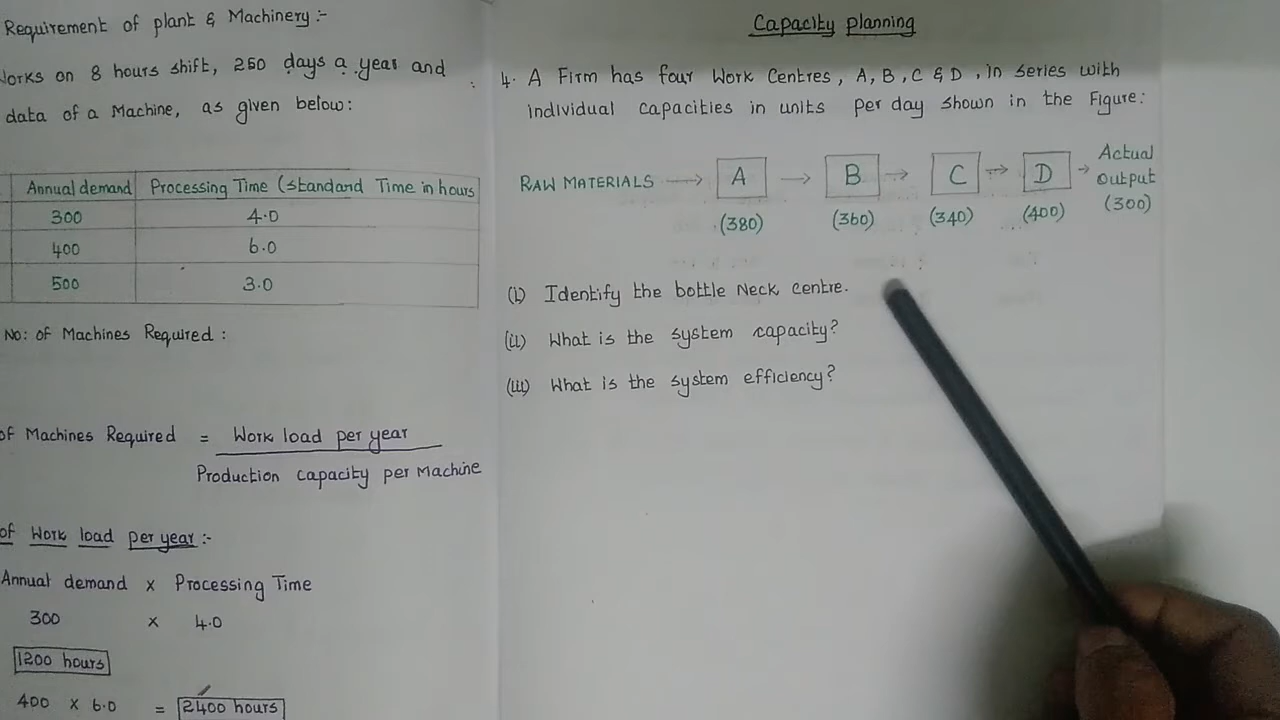 Requirement of plant & Machinery :-
Works on 8 hours shift, 250 days a year and
data of a Machine, as given below:
Annual demand Processing Time (Standard Time in hours
300 4.0
400 6.0
500 3.0
No: of Machines Required :
of Machines Required = Work load per year
Production capacity per Machine
of Work load per year :-
Annual demand x Processing Time
300 x 4.0
1200 hours
400 x 6.0 = 2400 hours
Capacity planning
4. A Firm has four Work Centres, A, B, C & D, in series with
individual capacities in units per day shown in the Figure:
RAW MATERIALS → A → B → C → D → Actual Output (300)
(380) (360) (340) (400)
(i) Identify the bottle Neck centre.
(ii) What is the system capacity?
(iii) What is the system efficiency?